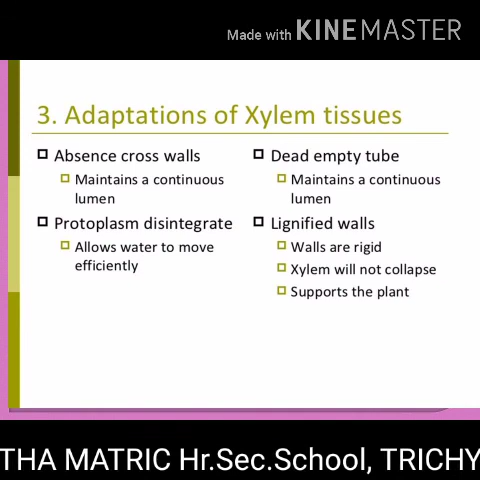 Made with KINEMASTER
3. Adaptations of Xylem tissues
Absence cross walls
Maintains a continuous
lumen
Protoplasm disintegrate
Allows water to move
efficiently
Dead empty tube
Maintains a continuous
lumen
Lignified walls
Walls are rigid
Xylem will not collapse
Supports the plant
THA MATRIC Hr.Sec.School, TRICHY